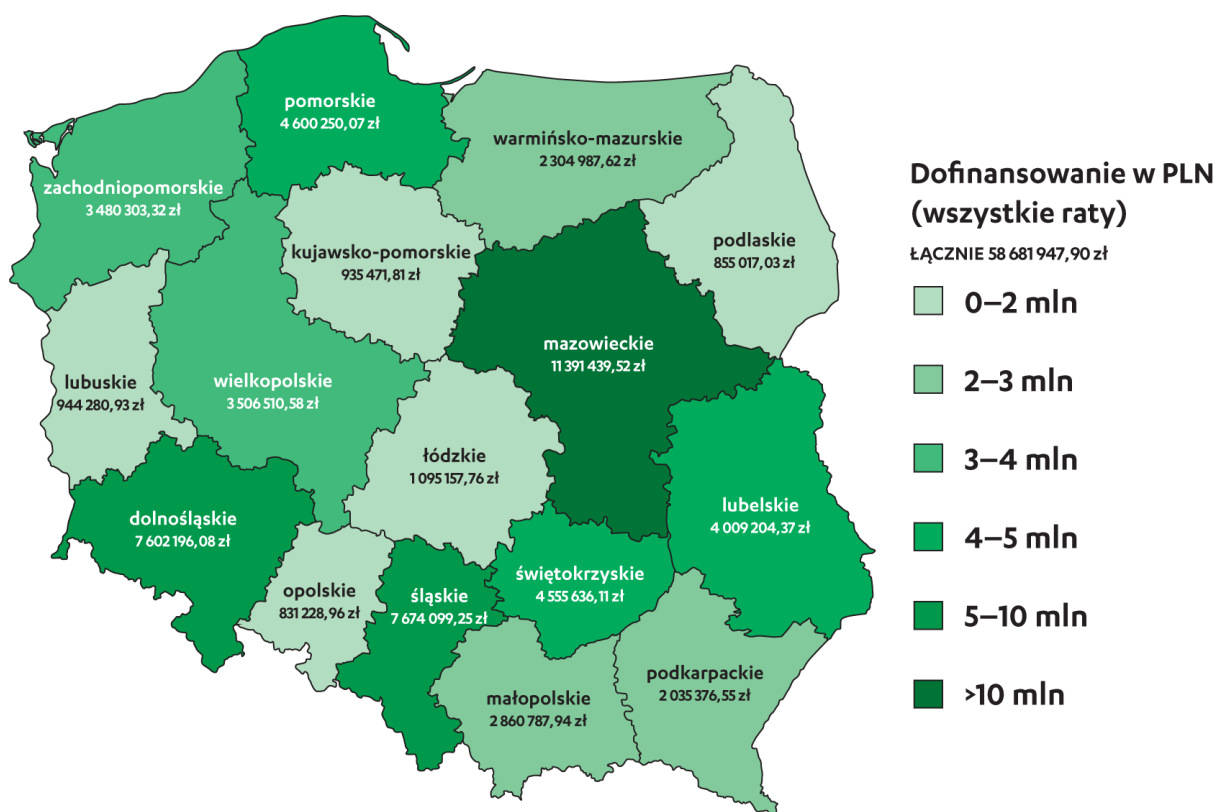 pomorskie
4 600 250,07 zł
warmińsko-mazurskie
2 304 987,62 zł
zachodniopomorskie
3 480 303,32 zł
kujawsko-pomorskie
935 471,81 zł
podlaskie
855 017,03 zł
mazowieckie
11 391 439,52 zł
lubuskie
944 280,93 zł
wielkopolskie
3 506 510,58 zł
łódzkie
1 095 157,76 zł
lubelskie
4 009 204,37 zł
dolnośląskie
7 602 196,08 zł
opolskie
831 228,96 zł
śląskie
7 674 099,25 zł
świętokrzyskie
4 555 636,11 zł
małopolskie
2 860 787,94 zł
podkarpackie
2 035 376,55 zł
Dofinansowanie w PLN
(wszystkie raty)
ŁĄCZNIE 58 681 947,90 zł
0–2 mln
2–3 mln
3–4 mln
4–5 mln
5–10 mln
>10 mln